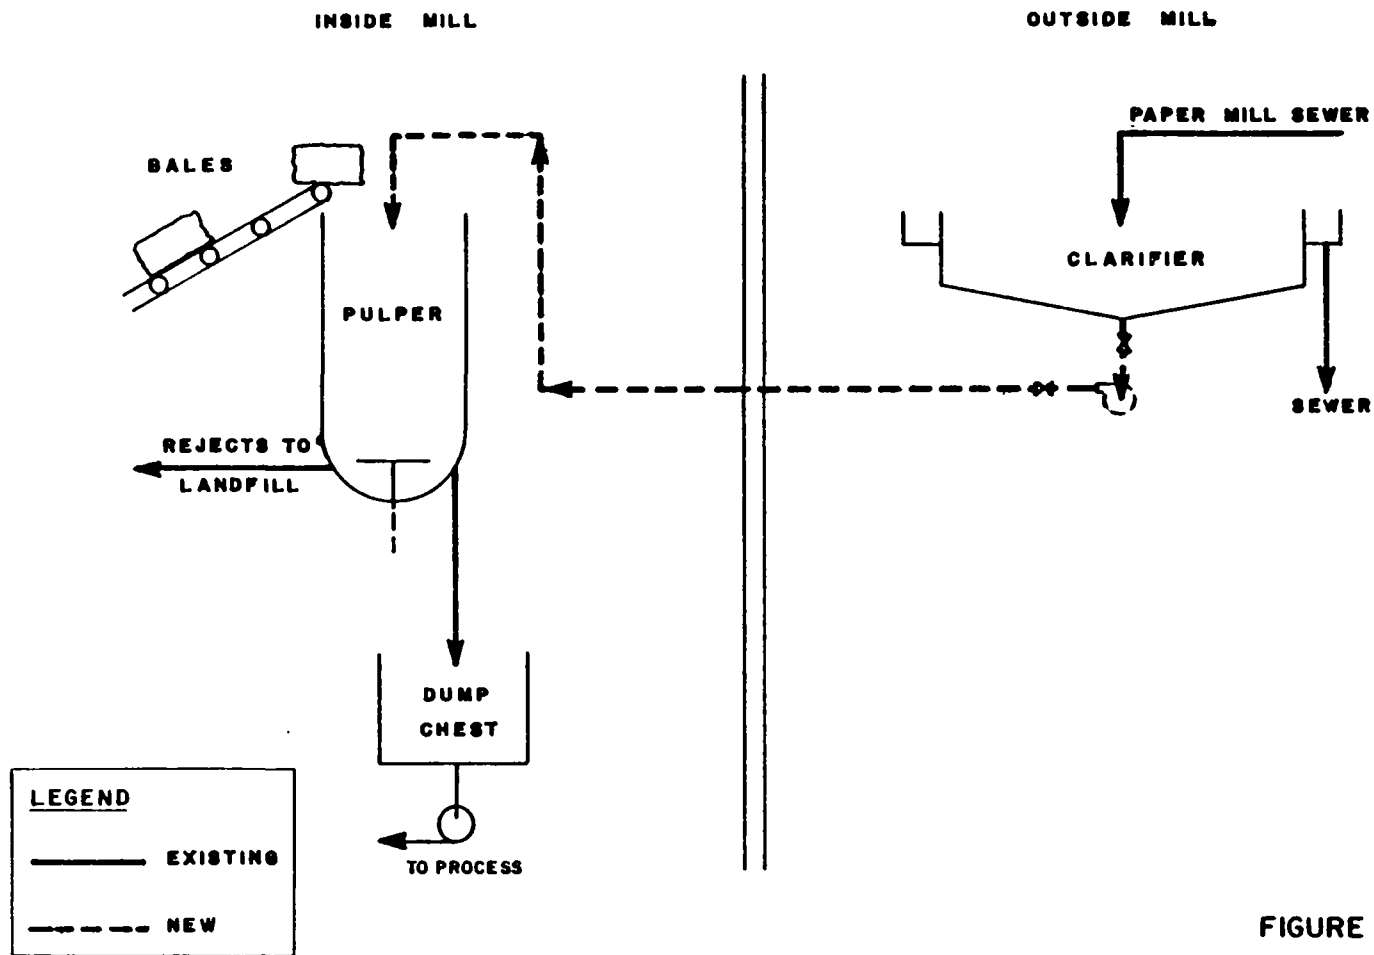 INSIDE MILL
OUTSIDE MILL
PAPER MILL SEWER
BALES
CLARIFIER
PULPER
SEWER
REJECTS TO
LANDFILL
DUMP
CHEST
TO PROCESS
LEGEND
EXISTING
NEW
FIGURE